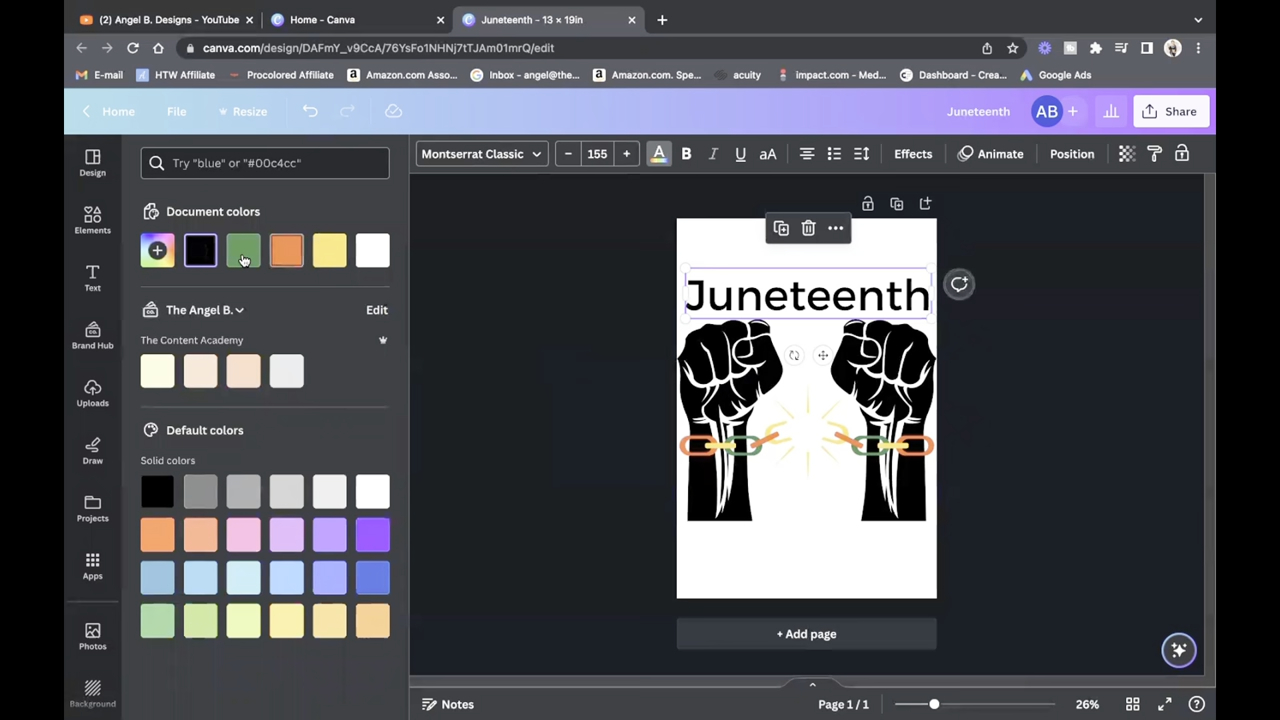 (2) Angel B. Designs - YouTube
Home - Canva
Juneteenth - 13 × 19in
canva.com/design/DAFmY_v9CcA/76YsFo1NHNj7tTJAm01mrQ/edit
E-mail
HTW Affiliate
Procolored Affiliate
Amazon.com Asso...
Inbox - angel@the...
Amazon.com. Spe...
acuity
impact.com - Med...
Dashboard - Crea...
Google Ads
Home
File
Resize
Juneteenth
AB
Share
Design
Elements
Text
Brand Hub
Uploads
Draw
Projects
Apps
Photos
Background
Try "blue" or "#00c4cc"
Document colors
The Angel B.
Edit
The Content Academy
Default colors
Solid colors
Montserrat Classic
155
A
B
I
U
aA
Effects
Animate
Position
Juneteenth
+ Add page
Notes
Page 1 / 1
26%